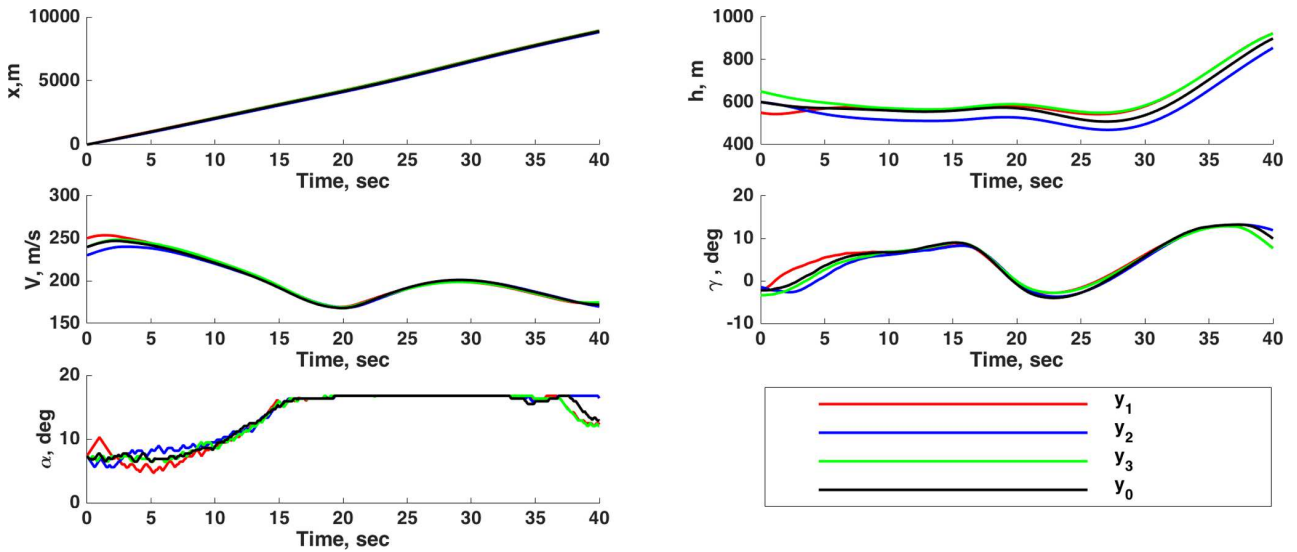 10000
5000
0
x,m
0 5 10 15 20 25 30 35 40
Time, sec
1000
800
600
400
h, m
0 5 10 15 20 25 30 35 40
Time, sec
300
250
200
150
V, m/s
0 5 10 15 20 25 30 35 40
Time, sec
20
10
0
-10
γ, deg
0 5 10 15 20 25 30 35 40
Time, sec
20
10
0
α, deg
0 5 10 15 20 25 30 35 40
Time, sec
y₁
y₂
y₃
y₀